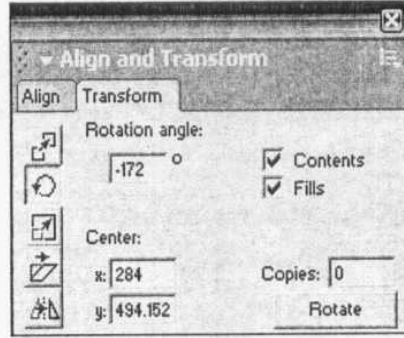 Align and Transform
Align Transform
Rotation angle:
-172 °
Contents
Fills
Center:
x: 284
Copies: 0
y: 494.152
Rotate